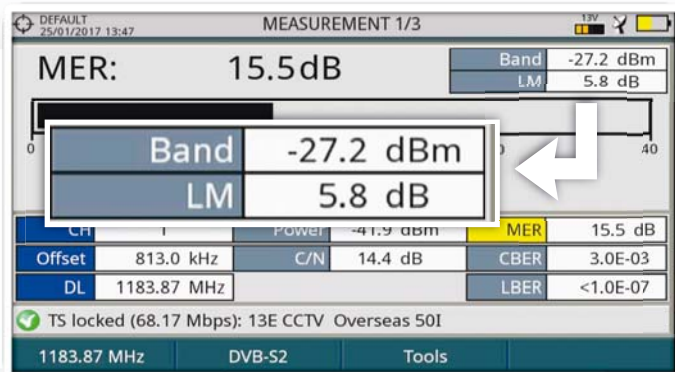 DEFAULT
25/01/2017 13:47
MEASUREMENT 1/3
13V
MER: 15.5 dB
Band -27.2 dBm
LM 5.8 dB
0 40
Band -27.2 dBm
LM 5.8 dB
CH 1 Power -41.9 dBm MER 15.5 dB
Offset 813.0 kHz C/N 14.4 dB CBER 3.0E-03
DL 1183.87 MHz LBER <1.0E-07
TS locked (68.17 Mbps): 13E CCTV Overseas 50I
1183.87 MHz DVB-S2 Tools